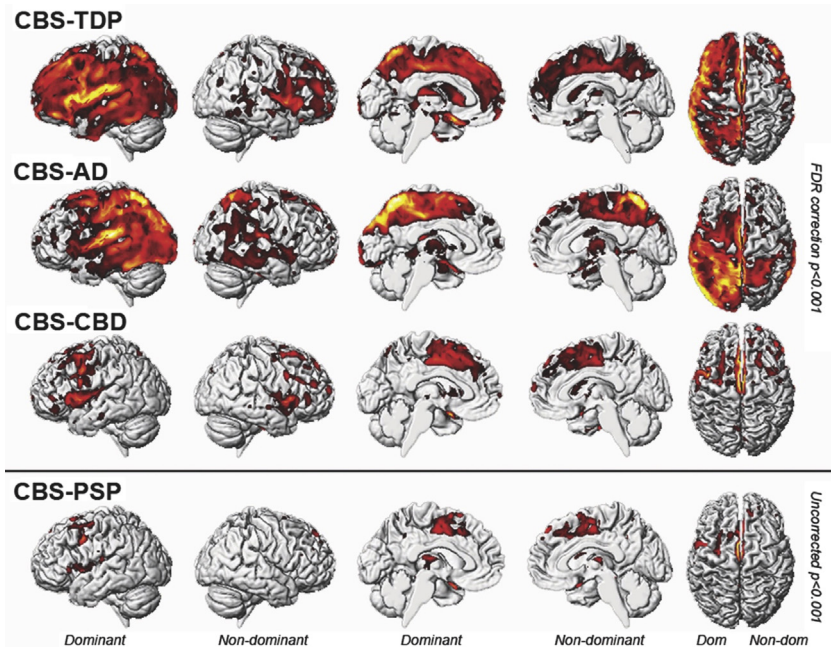 CBS-TDP
CBS-AD
FDR correction p<0.001
CBS-CBD
CBS-PSP
Uncorrected p<0.001
Dominant Non-dominant Dominant Non-dominant Dom Non-dom